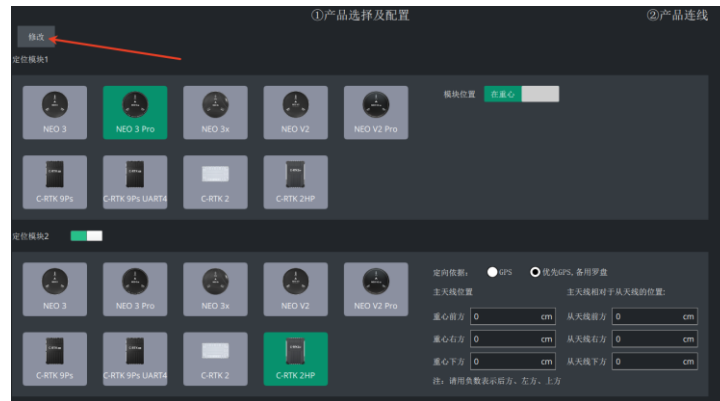 ①产品选择及配置 ②产品连线
修改
定位模块1
模块位置 在重心
NEO 3 NEO 3 Pro NEO 3x NEO V2 NEO V2 Pro
C-RTK 9Ps C-RTK 9Ps UART4 C-RTK 2 C-RTK 2HP
定位模块2
定向依据： GPS 优先GPS, 备用罗盘
主天线位置 主天线相对于从天线的位置:
NEO 3 NEO 3 Pro NEO 3x NEO V2 NEO V2 Pro
重心前方 0 cm 从天线前方 0 cm
重心右方 0 cm 从天线右方 0 cm
重心下方 0 cm 从天线下方 0 cm
C-RTK 9Ps C-RTK 9Ps UART4 C-RTK 2 C-RTK 2HP
注：请用负数表示后方、左方、上方